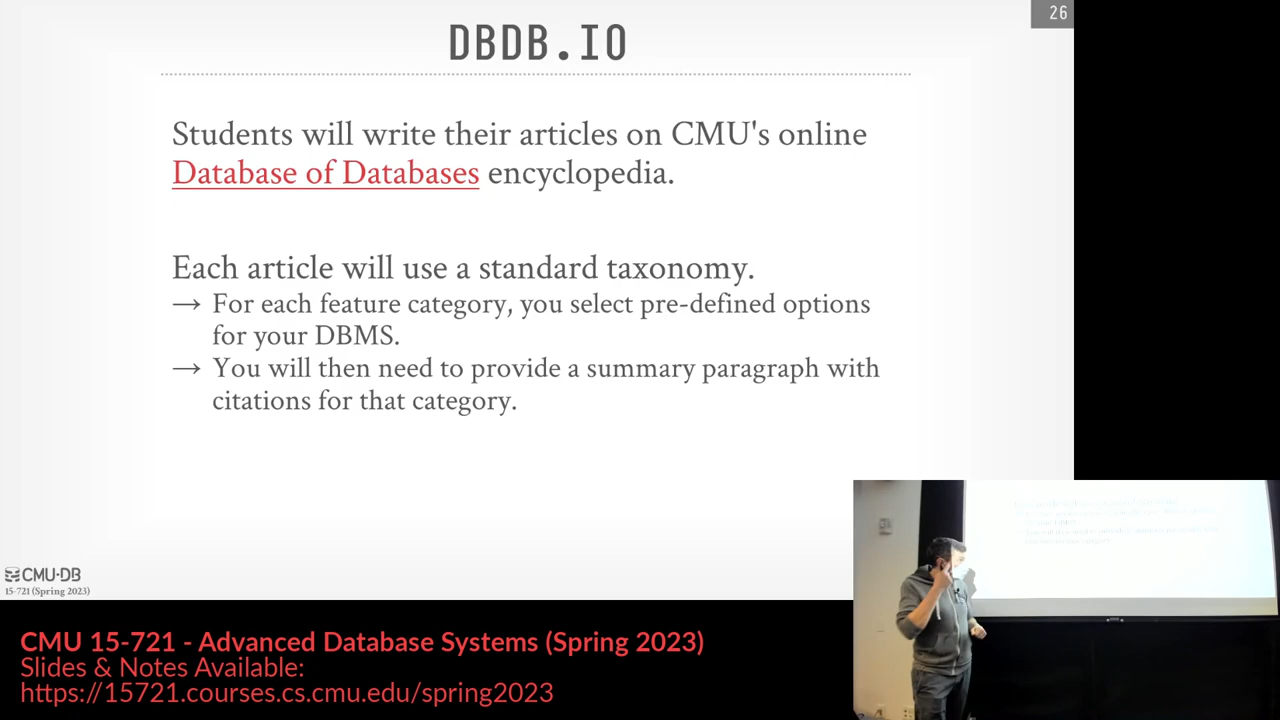 26
DBDB.IO
Students will write their articles on CMU's online
Database of Databases encyclopedia.
Each article will use a standard taxonomy.
→ For each feature category, you select pre-defined options
for your DBMS.
→ You will then need to provide a summary paragraph with
citations for that category.
CMU·DB
15-721 (Spring 2023)
CMU 15-721 - Advanced Database Systems (Spring 2023)
Slides & Notes Available:
https://15721.courses.cs.cmu.edu/spring2023